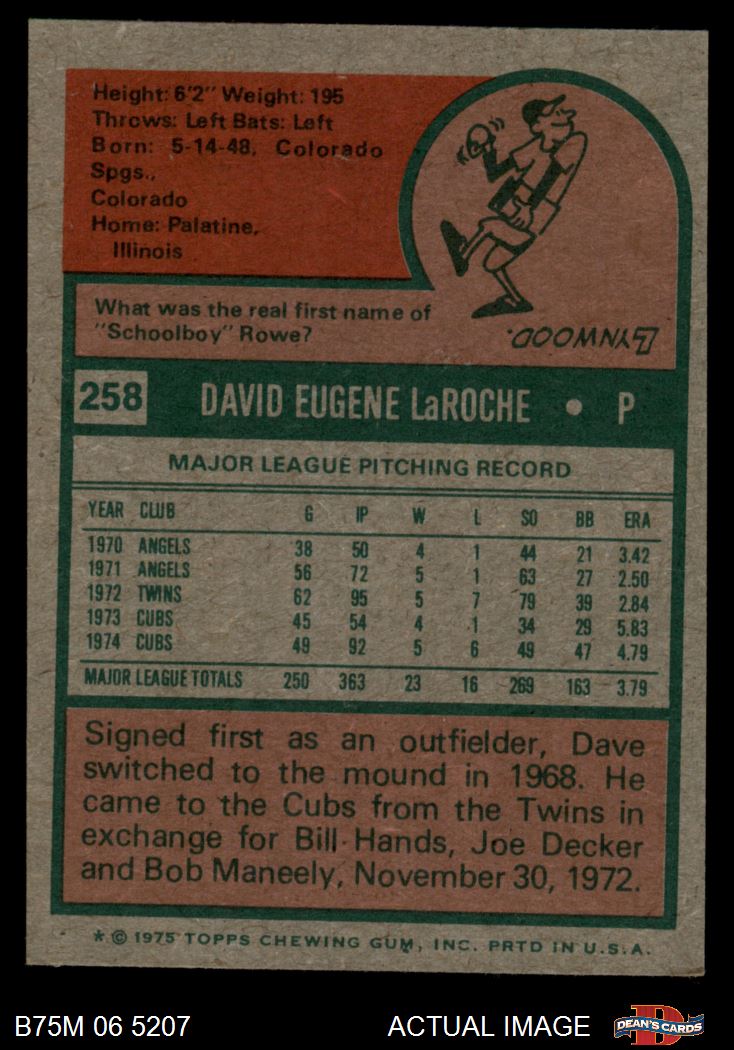 Height: 6'2" Weight: 195
Throws: Left Bats: Left
Born: 5-14-48, Colorado
Spgs.,
Colorado
Home: Palatine,
Illinois
What was the real first name of
"Schoolboy" Rowe?
LYNWOOD.
258 DAVID EUGENE LaROCHE • P
MAJOR LEAGUE PITCHING RECORD
YEAR CLUB G IP W L SO BB ERA
1970 ANGELS 38 50 4 1 44 21 3.42
1971 ANGELS 56 72 5 1 63 27 2.50
1972 TWINS 62 95 5 7 79 39 2.84
1973 CUBS 45 54 4 1 34 29 5.83
1974 CUBS 49 92 5 6 49 47 4.79
MAJOR LEAGUE TOTALS 250 363 23 16 269 163 3.79
Signed first as an outfielder, Dave
switched to the mound in 1968. He
came to the Cubs from the Twins in
exchange for Bill Hands, Joe Decker
and Bob Maneely, November 30, 1972.
* © 1975 TOPPS CHEWING GUM, INC. PRTD IN U.S.A.
B75M 06 5207 ACTUAL IMAGE DEAN'S CARDS